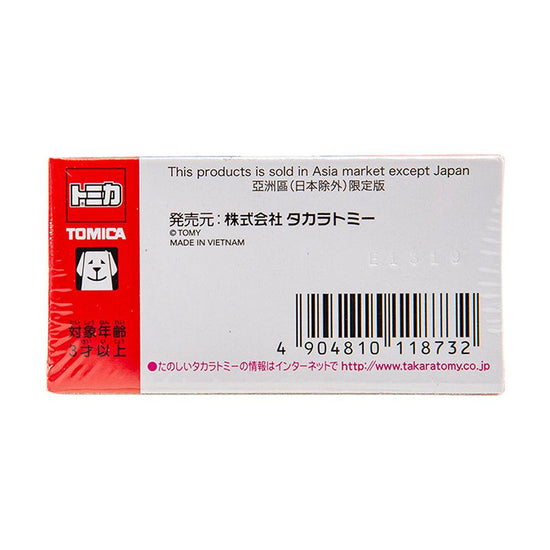 トミカ
TOMICA
対象年齢
3才以上
This products is sold in Asia market except Japan
亞洲區(日本除外)限定版
発売元：株式会社 タカラトミー
© TOMY
MADE IN VIETNAM
4 904810 118732
●たのしいタカラトミーの情報はインターネットで http://www.takaratomy.co.jp